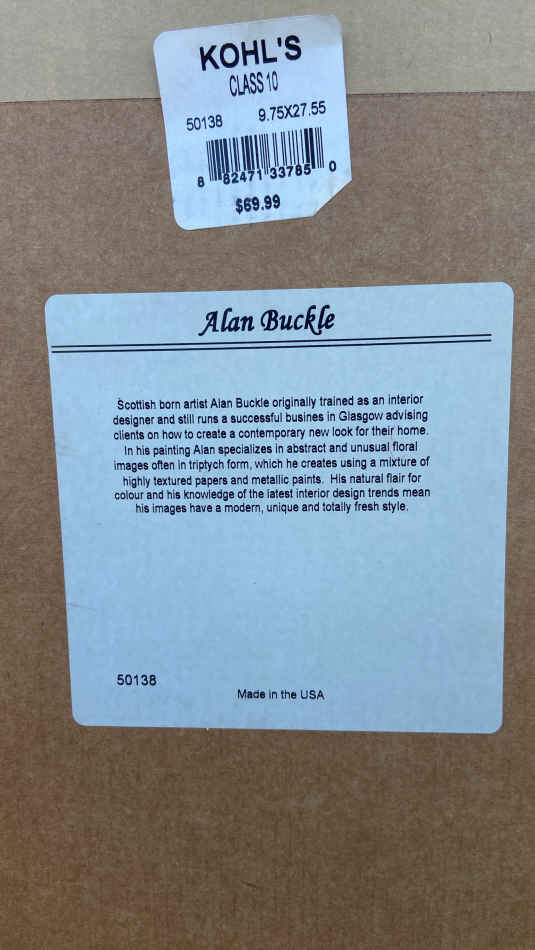 KOHL'S
CLASS 10
50138 9.75X27.55
8 82471 33785 0
$69.99
Alan Buckle
Scottish born artist Alan Buckle originally trained as an interior
designer and still runs a successful busines in Glasgow advising
clients on how to create a contemporary new look for their home.
In his painting Alan specializes in abstract and unusual floral
images often in triptych form, which he creates using a mixture of
highly textured papers and metallic paints. His natural flair for
colour and his knowledge of the latest interior design trends mean
his images have a modern, unique and totally fresh style.
50138
Made in the USA